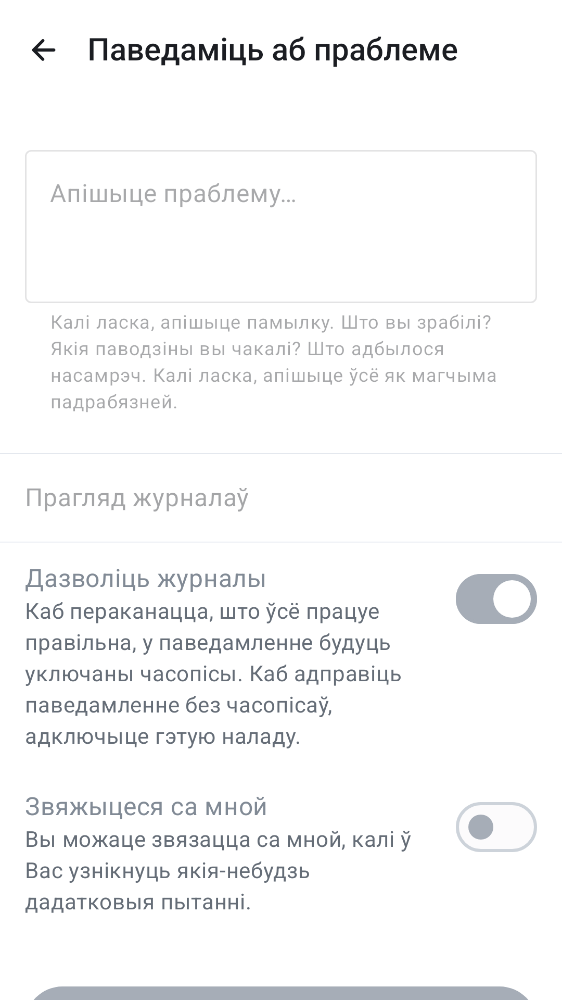 Паведаміць аб праблеме
Апішыце праблему...
Калі ласка, апішыце памылку. Што вы зрабілі?
Якія паводзіны вы чакалі? Што адбылося
насамрэч. Калі ласка, апішыце ўсё як магчыма
падрабязней.
Прагляд журналаў
Дазволіць журналы
Каб пераканацца, што ўсё працуе
правільна, у паведамленне будуць
уключаны часопісы. Каб адправіць
паведамленне без часопісаў,
адключыце гэтую наладу.
Звяжыцеся са мной
Вы можаце звязацца са мной, калі ў
Вас узнікнуць якія-небудзь
дадатковыя пытанні.